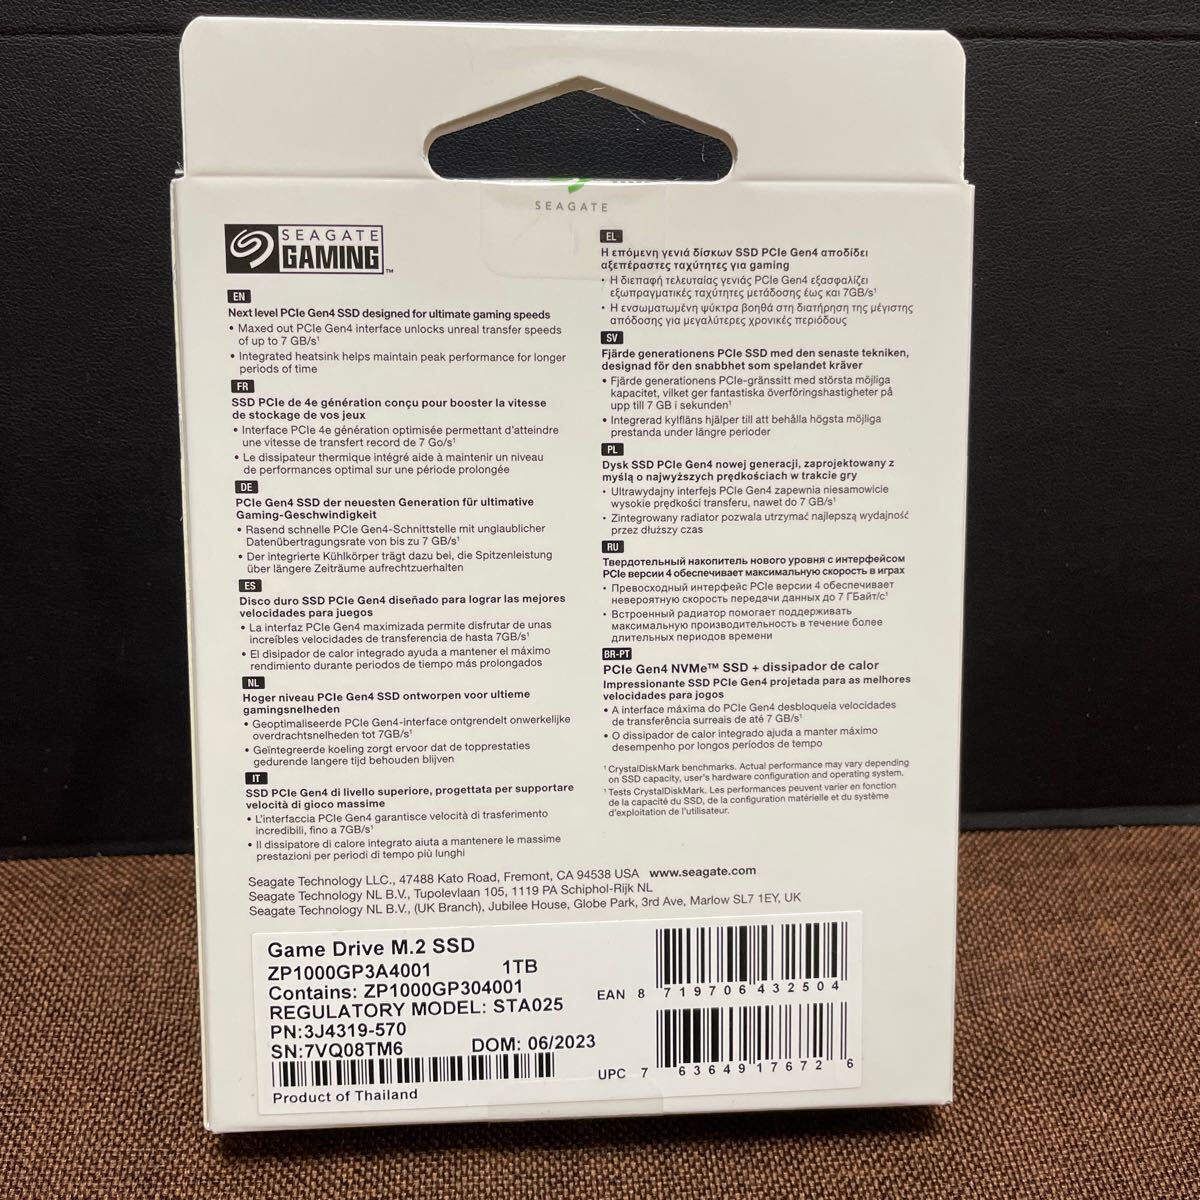 SEAGATE
SEAGATE
GAMING™
EN
Next level PCIe Gen4 SSD designed for ultimate gaming speeds
• Maxed out PCIe Gen4 interface unlocks unreal transfer speeds
of up to 7 GB/s¹
• Integrated heatsink helps maintain peak performance for longer
periods of time
FR
SSD PCIe de 4e génération conçu pour booster la vitesse
de stockage de vos jeux
• Interface PCIe 4e génération optimisée permettant d'atteindre
une vitesse de transfert record de 7 Go/s¹
• Le dissipateur thermique intégré aide à maintenir un niveau
de performances optimal sur une période prolongée
DE
PCIe Gen4 SSD der neuesten Generation für ultimative
Gaming-Geschwindigkeit
• Rasend schnelle PCIe Gen4-Schnittstelle mit unglaublicher
Datenübertragungsrate von bis zu 7 GB/s¹
• Der integrierte Kühlkörper trägt dazu bei, die Spitzenleistung
über längere Zeiträume aufrechtzuerhalten
ES
Disco duro SSD PCIe Gen4 diseñado para lograr las mejores
velocidades para juegos
• La interfaz PCIe Gen4 maximizada permite disfrutar de unas
increíbles velocidades de transferencia de hasta 7GB/s¹
• El disipador de calor integrado ayuda a mantener el máximo
rendimiento durante periodos de tiempo más prolongados
NL
Hoger niveau PCIe Gen4 SSD ontworpen voor ultieme
gamingsnelheden
• Geoptimaliseerde PCIe Gen4-interface ontgrendelt onwerkelijke
overdrachtsnelheden tot 7GB/s¹
• Geïntegreerde koeling zorgt ervoor dat de topprestaties
gedurende langere tijd behouden blijven
IT
SSD PCIe Gen4 di livello superiore, progettata per supportare
velocità di gioco massime
• L'interfaccia PCIe Gen4 garantisce velocità di trasferimento
incredibili, fino a 7GB/s¹
• Il dissipatore di calore integrato aiuta a mantenere le massime
prestazioni per periodi di tempo più lunghi
EL
Η επόμενη γενιά δίσκων SSD PCIe Gen4 αποδίδει
αξεπέραστες ταχύτητες για gaming
• Η διεπαφή τελευταίας γενιάς PCIe Gen4 εξασφαλίζει
εξωπραγματικές ταχύτητες μετάδοσης έως και 7GB/s¹
• Η ενσωματωμένη ψύκτρα βοηθά στη διατήρηση της μέγιστης
απόδοσης για μεγαλύτερες χρονικές περιόδους
SV
Fjärde generationens PCIe SSD med den senaste tekniken,
designad för den snabbhet som spelandet kräver
• Fjärde generationens PCIe-gränssitt med största möjliga
kapacitet, vilket ger fantastiska överföringshastigheter på
upp till 7 GB i sekunden¹
• Integrerad kylfläns hjälper till att behålla högsta möjliga
prestanda under längre perioder
PL
Dysk SSD PCIe Gen4 nowej generacji, zaprojektowany z
myślą o najwyższych prędkościach w trakcie gry
• Ultrawydajny interfejs PCIe Gen4 zapewnia niesamowicie
wysokie prędkości transferu, nawet do 7 GB/s¹
• Zintegrowany radiator pozwala utrzymać najlepszą wydajność
przez dłuższy czas
RU
Твердотельный накопитель нового уровня с интерфейсом
PCIe версии 4 обеспечивает максимальную скорость в играх
• Превосходный интерфейс PCIe версии 4 обеспечивает
невероятную скорость передачи данных до 7 ГБайт/с¹
• Встроенный радиатор помогает поддерживать
максимальную производительность в течение более
длительных периодов времени
BR-PT
PCIe Gen4 NVMe™ SSD + dissipador de calor
Impressionante SSD PCIe Gen4 projetada para as melhores
velocidades para jogos
• A interface máxima do PCIe Gen4 desbloqueia velocidades
de transferência surreais de até 7 GB/s¹
• O dissipador de calor integrado ajuda a manter máximo
desempenho por longos períodos de tempo
¹ CrystalDiskMark benchmarks. Actual performance may vary depending
on SSD capacity, user's hardware configuration and operating system.
¹ Tests CrystalDiskMark. Les performances peuvent varier en fonction
de la capacité du SSD, de la configuration matérielle et du système
d'exploitation de l'utilisateur.
Seagate Technology LLC., 47488 Kato Road, Fremont, CA 94538 USA www.seagate.com
Seagate Technology NL B.V., Tupolevlaan 105, 1119 PA Schiphol-Rijk NL
Seagate Technology NL B.V., (UK Branch), Jubilee House, Globe Park, 3rd Ave, Marlow SL7 1EY, UK
Game Drive M.2 SSD
ZP1000GP3A4001 1TB
Contains: ZP1000GP304001
REGULATORY MODEL: STA025
PN:3J4319-570
SN:7VQ08TM6 DOM: 06/2023
Product of Thailand
EAN 8 719706 432504
UPC 7 63649 17672 6